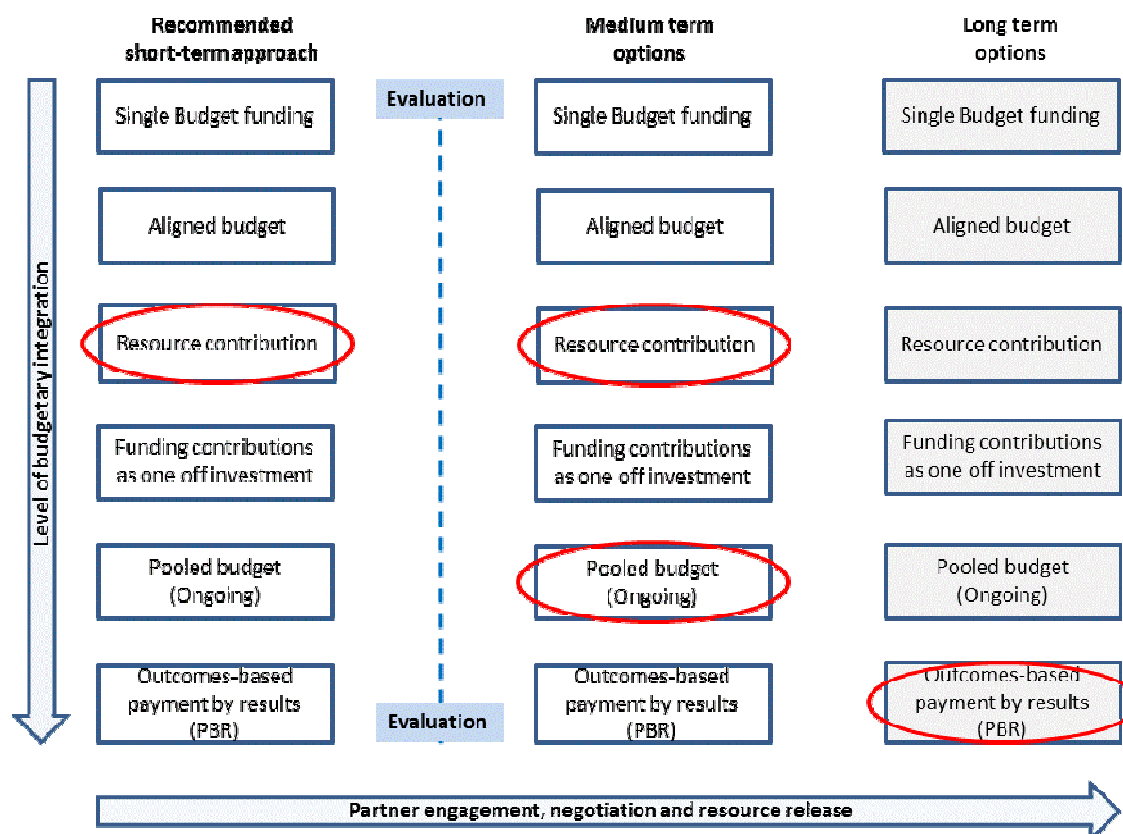 Recommended
short-term approach
Medium term
options
Long term
options
Level of budgetary integration
Single Budget funding
Aligned budget
Resource contribution
Funding contributions
as one off investment
Pooled budget
(Ongoing)
Outcomes-based
payment by results
(PBR)
Evaluation
Evaluation
Single Budget funding
Aligned budget
Resource contribution
Funding contributions
as one off investment
Pooled budget
(Ongoing)
Outcomes-based
payment by results
(PBR)
Single Budget funding
Aligned budget
Resource contribution
Funding contributions
as one off investment
Pooled budget
(Ongoing)
Outcomes-based
payment by results
(PBR)
Partner engagement, negotiation and resource release